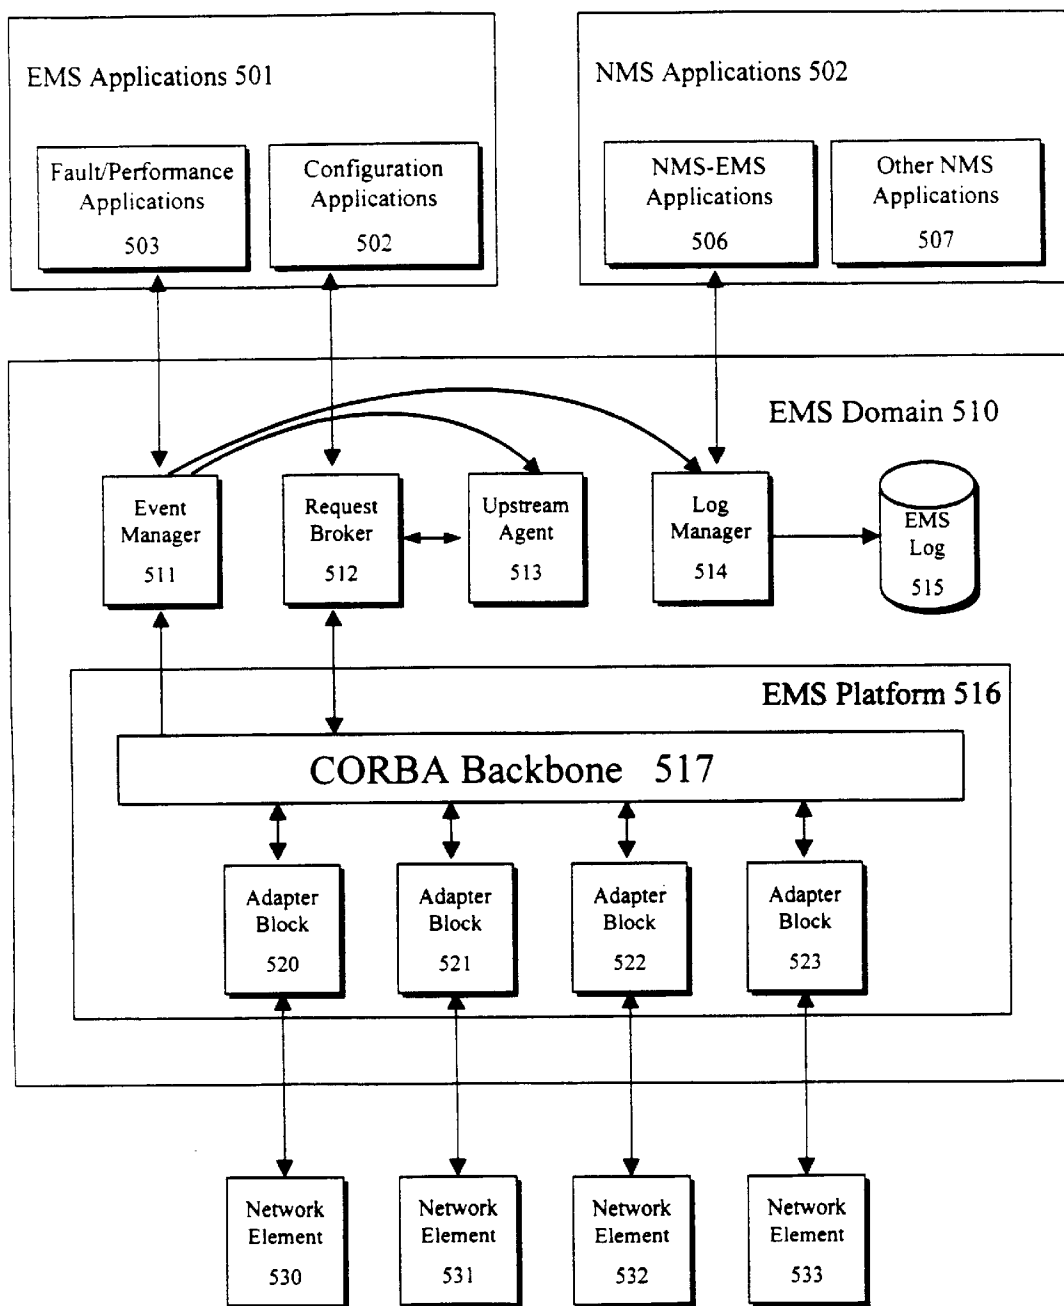 EMS Applications 501
NMS Applications 502
Fault/Performance
Applications
503
Configuration
Applications
502
NMS-EMS
Applications
506
Other NMS
Applications
507
EMS Domain 510
Event
Manager
511
Request
Broker
512
Upstream
Agent
513
Log
Manager
514
EMS
Log
515
EMS Platform 516
CORBA Backbone 517
Adapter
Block
520
Adapter
Block
521
Adapter
Block
522
Adapter
Block
523
Network
Element
530
Network
Element
531
Network
Element
532
Network
Element
533